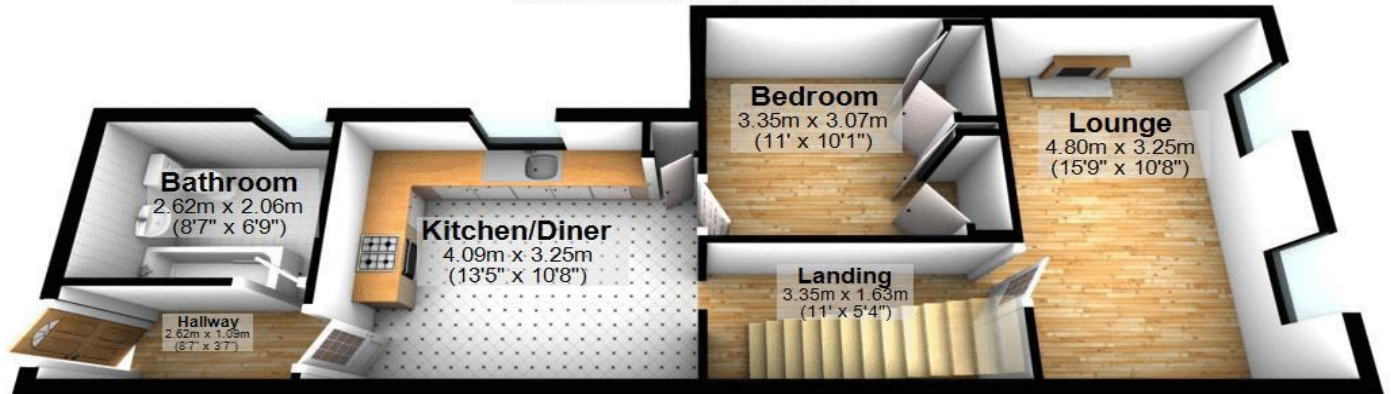 Bathroom
2.62m x 2.06m
(8'7" x 6'9")
Kitchen/Diner
4.09m x 3.25m
(13'5" x 10'8")
Bedroom
3.35m x 3.07m
(11' x 10'1")
Lounge
4.80m x 3.25m
(15'9" x 10'8")
Landing
3.35m x 1.63m
(11' x 5'4")
Hallway
2.62m x 1.09m
(8'7" x 3'7")